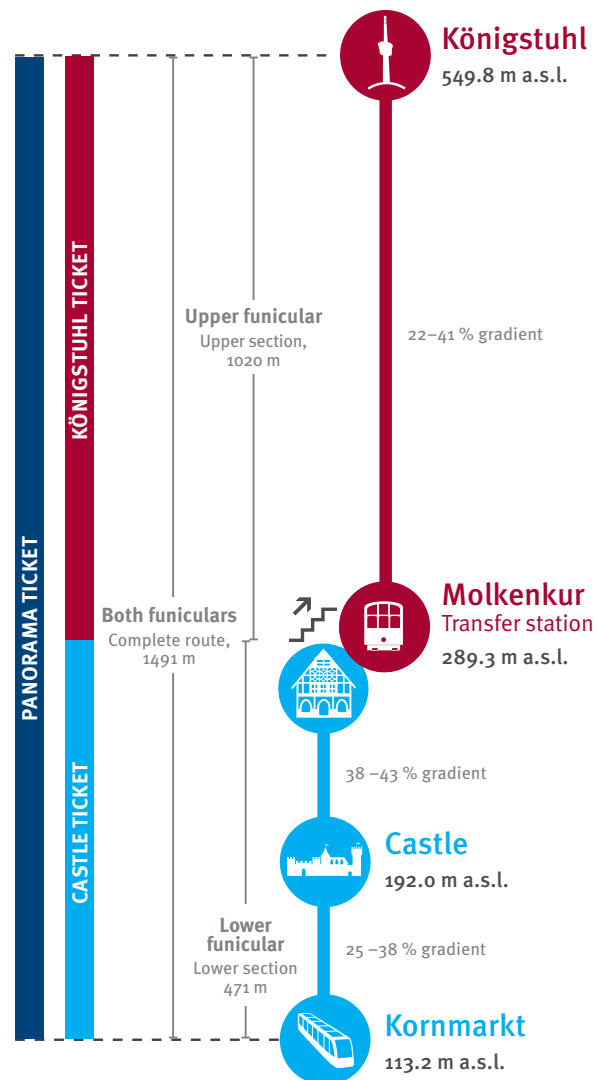 Königstuhl
549.8 m a.s.l.
PANORAMA TICKET
KÖNIGSTUHL TICKET
Upper funicular
Upper section,
1020 m
22–41 % gradient
Both funiculars
Complete route,
1491 m
Molkenkur
Transfer station
289.3 m a.s.l.
CASTLE TICKET
38 –43 % gradient
Castle
192.0 m a.s.l.
Lower
funicular
Lower section
471 m
25 –38 % gradient
Kornmarkt
113.2 m a.s.l.